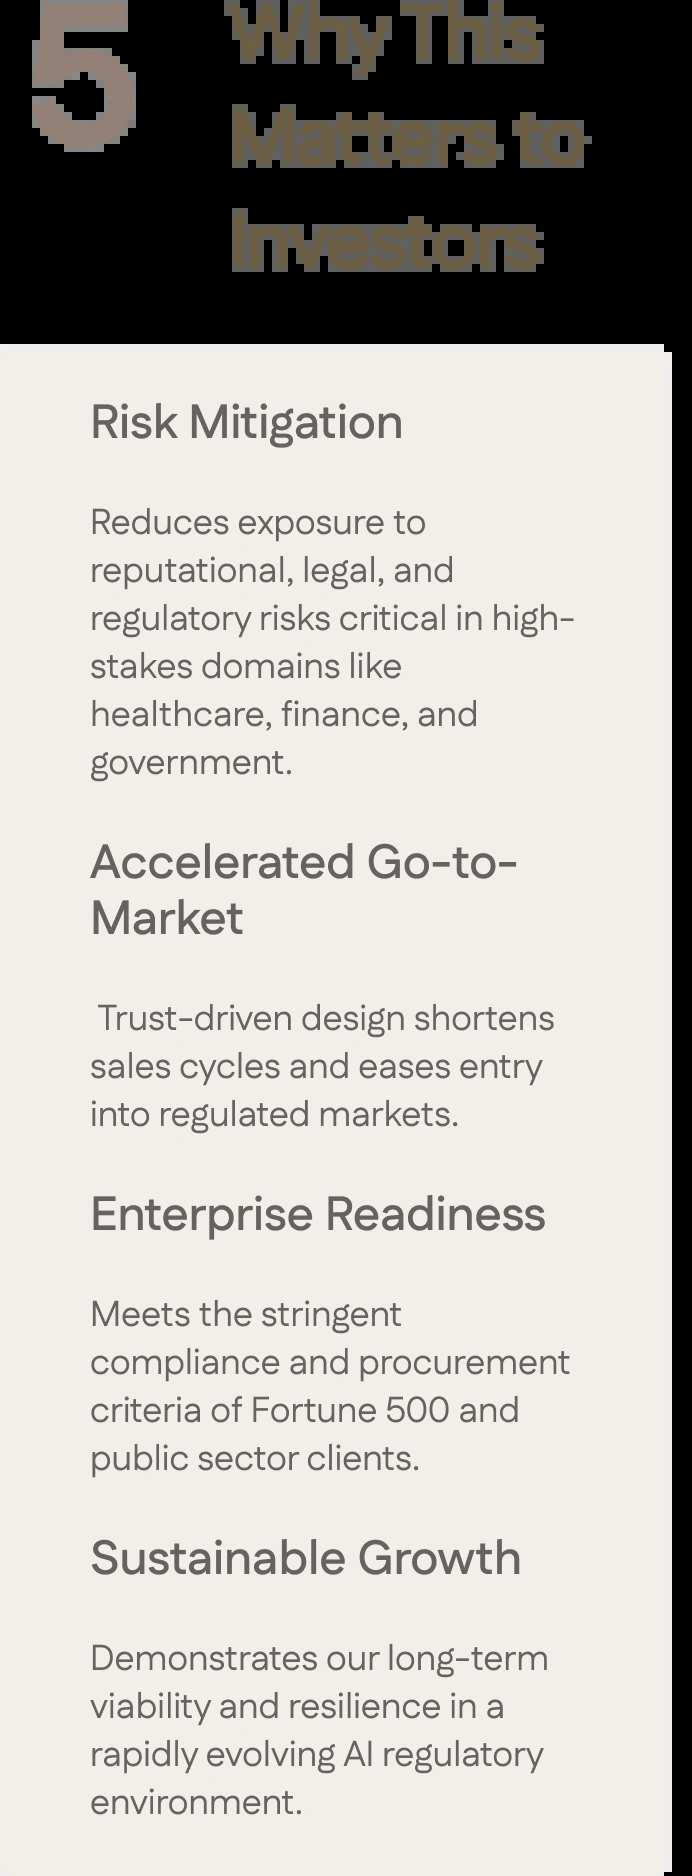 5
Why This
Matters to
Investors
Risk Mitigation
Reduces exposure to
reputational, legal, and
regulatory risks critical in high-
stakes domains like
healthcare, finance, and
government.
Accelerated Go-to-
Market
Trust-driven design shortens
sales cycles and eases entry
into regulated markets.
Enterprise Readiness
Meets the stringent
compliance and procurement
criteria of Fortune 500 and
public sector clients.
Sustainable Growth
Demonstrates our long-term
viability and resilience in a
rapidly evolving AI regulatory
environment.